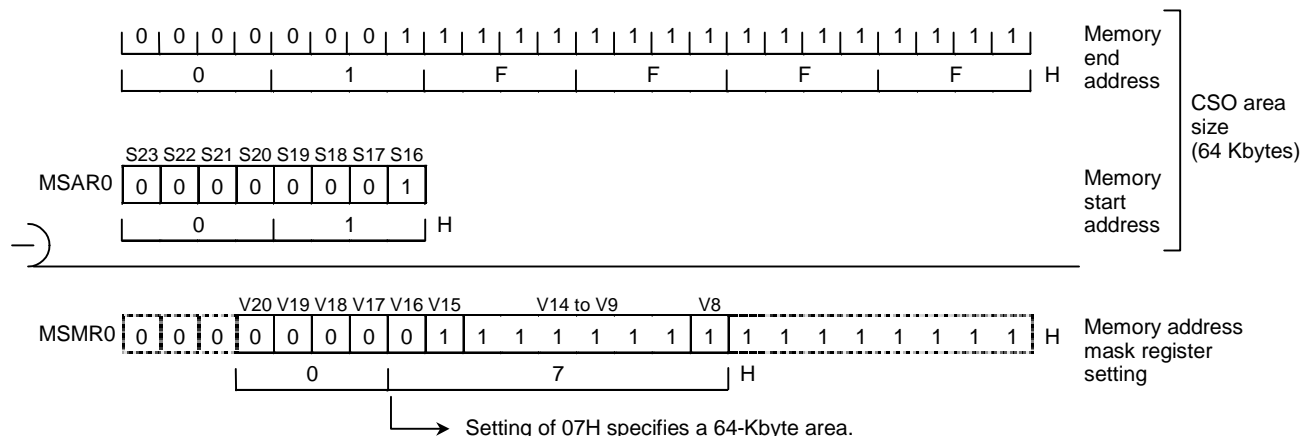 0 0 0 0 0 0 0 1 1 1 1 1 1 1 1 1 1 1 1 1 1 1 1 1
Memory
end
address
0 1 F F F F H
CSO area
size
(64 Kbytes)
S23 S22 S21 S20 S19 S18 S17 S16
MSAR0 0 0 0 0 0 0 0 1
Memory
start
address
0 1 H
V20 V19 V18 V17 V16 V15 V14 to V9 V8
MSMR0 0 0 0 0 0 0 0 0 1 1 1 1 1 1 1 1 1 1 1 1 1 1 1 1 H
Memory address
mask register
setting
0 7 H
Setting of 07H specifies a 64-Kbyte area.